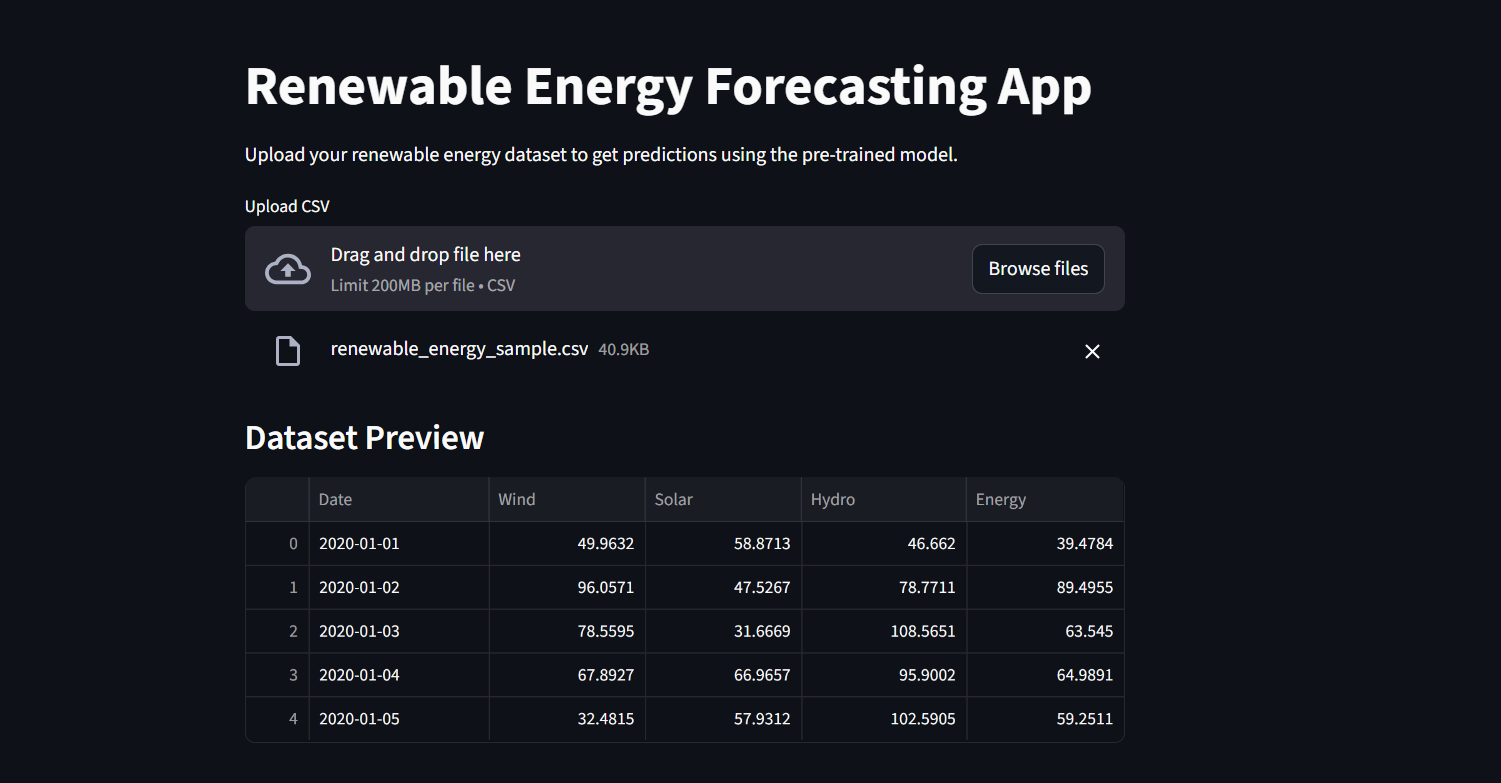 Renewable Energy Forecasting App
Upload your renewable energy dataset to get predictions using the pre-trained model.
Upload CSV
Drag and drop file here
Limit 200MB per file • CSV
Browse files
renewable_energy_sample.csv 40.9KB
Dataset Preview
Date Wind Solar Hydro Energy
0 2020-01-01 49.9632 58.8713 46.662 39.4784
1 2020-01-02 96.0571 47.5267 78.7711 89.4955
2 2020-01-03 78.5595 31.6669 108.5651 63.545
3 2020-01-04 67.8927 66.9657 95.9002 64.9891
4 2020-01-05 32.4815 57.9312 102.5905 59.2511